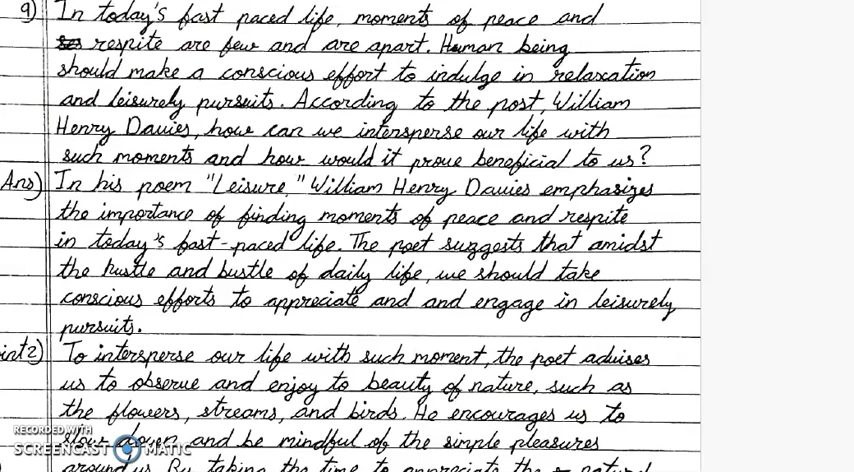 9) In today's fast paced life, moments of peace and
respite are few and are apart. Human being
should make a conscious effort to indulge in relaxation
and leisurely pursuits. According to the post, William
Henry Davies, how can we intersperse our life with
such moments and how would it prove beneficial to us?
Ans) In his poem "Leisure," William Henry Davies emphasizes
the importance of finding moments of peace and respite
in today's fast-paced life. The poet suggests that amidst
the hustle and bustle of daily life, we should take
conscious efforts to appreciate and and engage in leisurely
pursuits.
int2) To intersperse our life with such moment, the poet advises
us to observe and enjoy to beauty of nature, such as
the flowers, streams, and birds. He encourages us to
RECORDED WITH
slow down and be mindful of the simple pleasures
SCREENCAST MATIC
around us. By taking the time to appreciate the natural